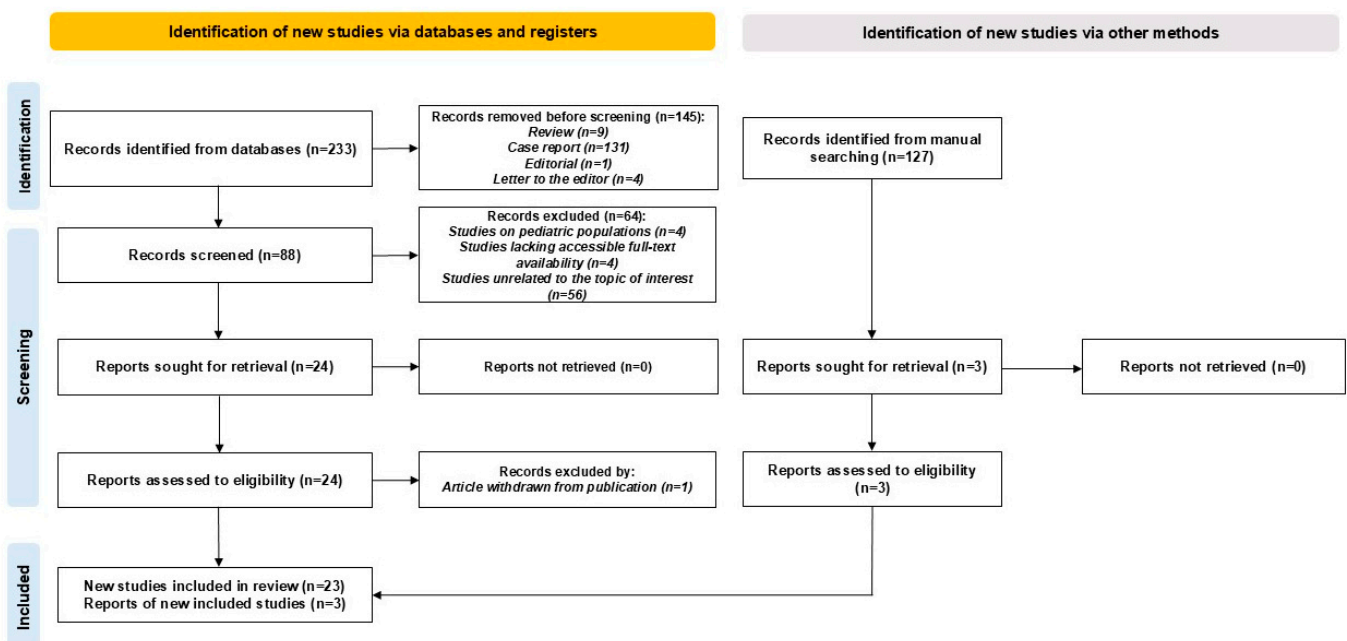 Identification of new studies via databases and registers
Identification of new studies via other methods
Identification
Records identified from databases (n=233)
Records removed before screening (n=145):
Review (n=9)
Case report (n=131)
Editorial (n=1)
Letter to the editor (n=4)
Records identified from manual
searching (n=127)
Screening
Records screened (n=88)
Records excluded (n=64):
Studies on pediatric populations (n=4)
Studies lacking accessible full-text
availability (n=4)
Studies unrelated to the topic of interest
(n=56)
Reports sought for retrieval (n=24)
Reports not retrieved (n=0)
Reports sought for retrieval (n=3)
Reports not retrieved (n=0)
Reports assessed to eligibility (n=24)
Records excluded by:
Article withdrawn from publication (n=1)
Reports assessed to eligibility
(n=3)
Included
New studies included in review (n=23)
Reports of new included studies (n=3)